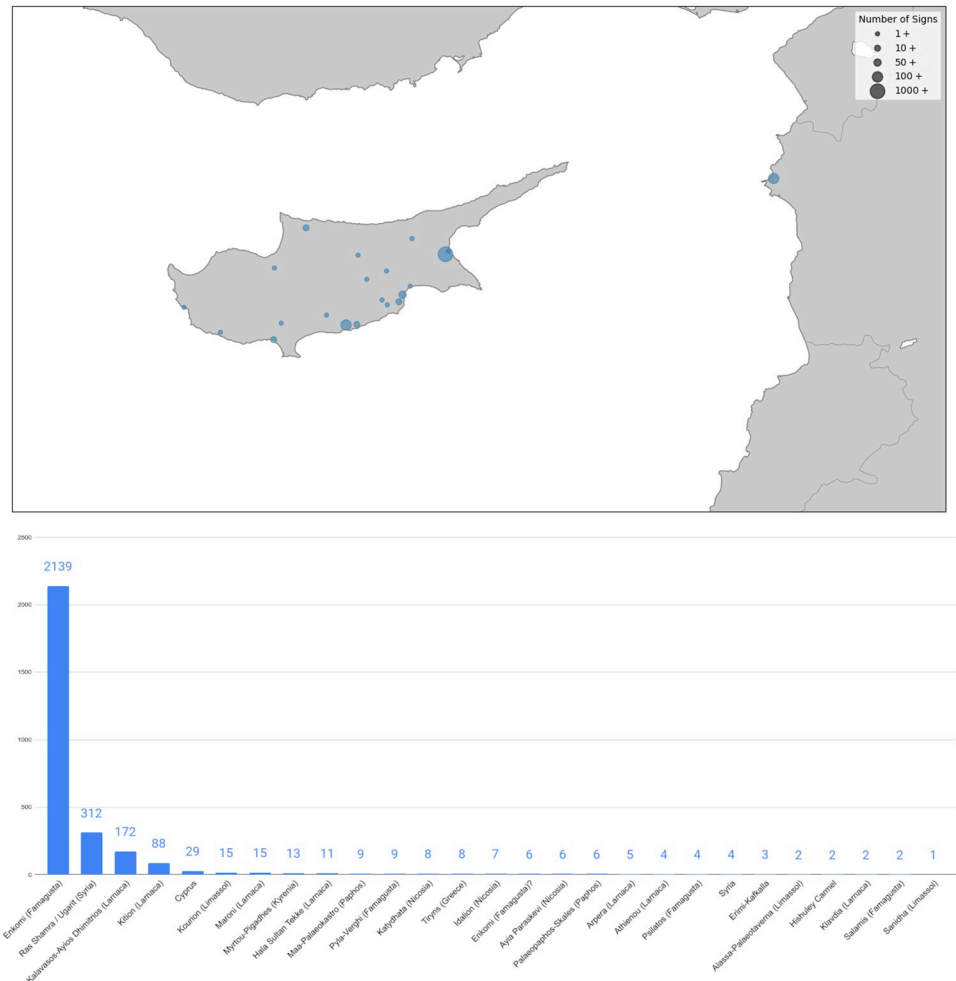 Number of Signs
1 +
10 +
50 +
100 +
1000 +
2500
2000
1500
1000
500
0
2139
312
172
88
29
15
15
13
11
9
9
8
8
7
6
6
6
5
4
4
4
3
2
2
2
2
1
Enkomi (Famagusta)
Ras Shamra / Ugarit (Syria)
Kalavasos-Ayios Dhimitrios (Larnaca)
Kition (Larnaca)
Cyprus
Kourion (Limassol)
Maroni (Larnaca)
Myrtou-Pigadhes (Kyrenia)
Hala Sultan Tekke (Larnaca)
Maa-Palaeokastro (Paphos)
Pyla-Verghi (Famagusta)
Katydhata (Nicosia)
Tiryns (Greece)
Idalion (Nicosia)
Enkomi (Famagusta)?
Ayia Paraskevi (Nicosia)
Palaeopaphos-Skales (Paphos)
Arpera (Larnaca)
Athienou (Larnaca)
Psilatos (Famagusta)
Syria
Erimi-Kafkalla
Alassa-Palaeotaverna (Limassol)
Hishuley Carmel
Klavdia (Larnaca)
Salamis (Famagusta)
Sanidha (Limassol)